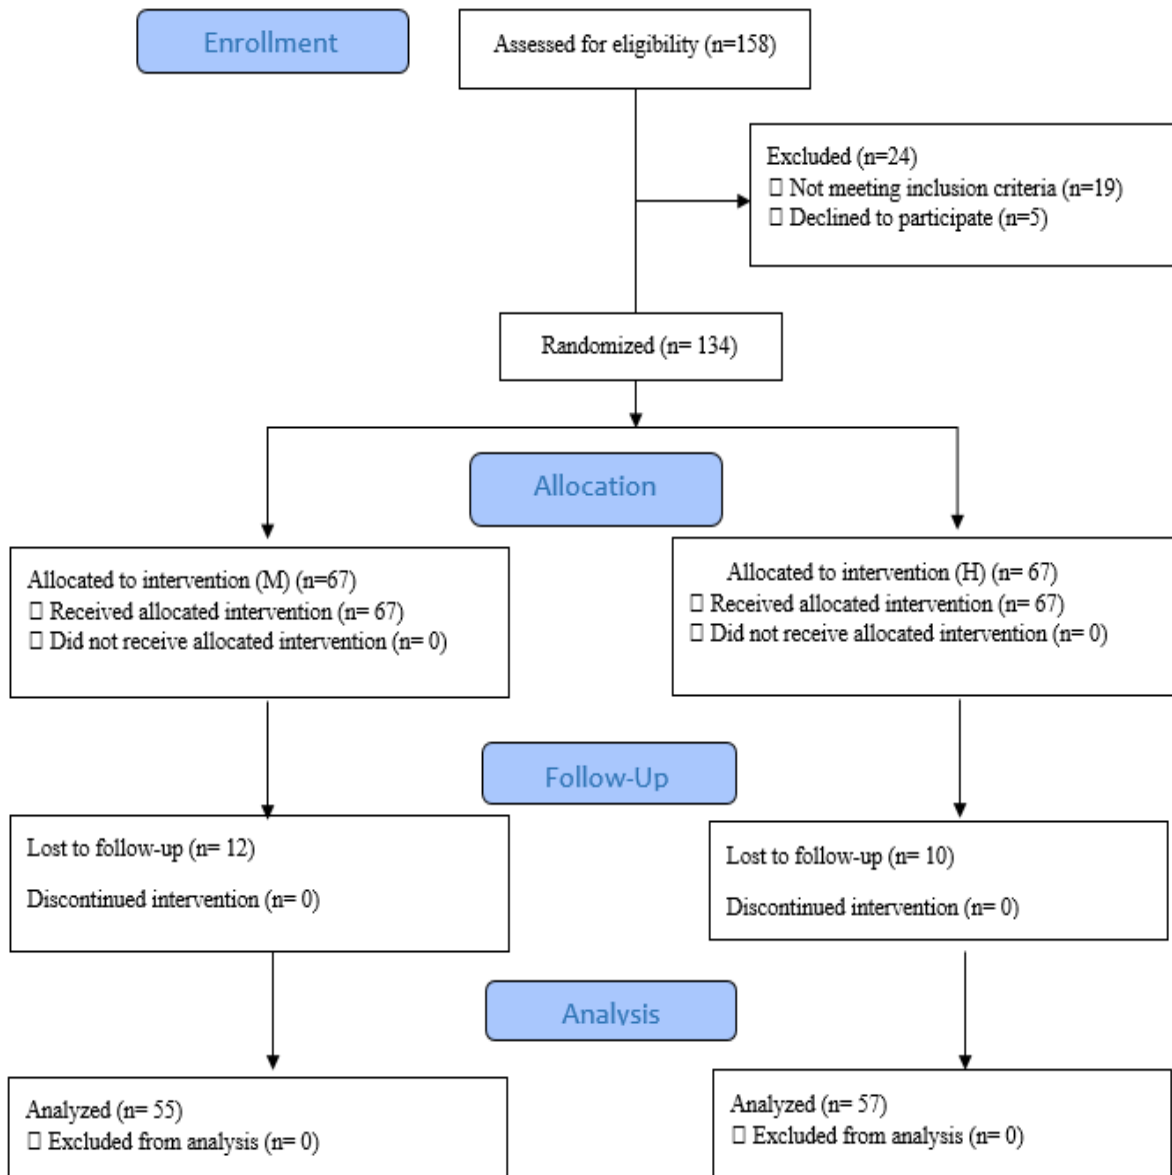 Enrollment
Assessed for eligibility (n=158)
Excluded (n=24)
□ Not meeting inclusion criteria (n=19)
□ Declined to participate (n=5)
Randomized (n= 134)
Allocation
Allocated to intervention (M) (n=67)
□ Received allocated intervention (n= 67)
□ Did not receive allocated intervention (n= 0)
Allocated to intervention (H) (n= 67)
□ Received allocated intervention (n= 67)
□ Did not receive allocated intervention (n= 0)
Follow-Up
Lost to follow-up (n= 12)
Discontinued intervention (n= 0)
Lost to follow-up (n= 10)
Discontinued intervention (n= 0)
Analysis
Analyzed (n= 55)
□ Excluded from analysis (n= 0)
Analyzed (n= 57)
□ Excluded from analysis (n= 0)